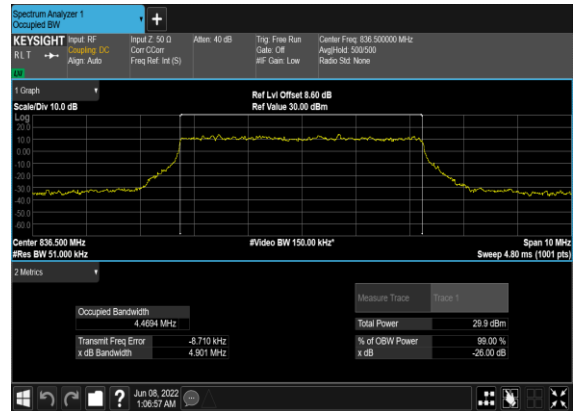 Spectrum Analyzer 1
Occupied BW
+
KEYSIGHT Input: RF Input Z: 50 Ω Atten: 40 dB Trig: Free Run Center Freq: 836.500000 MHz
RLT Coupling: DC Corr CCorr Gate: Off Avg|Hold: 500/500
Align: Auto Freq Ref: Int (S) #IF Gain: Low Radio Std: None
1 Graph
Ref Lvl Offset 8.60 dB
Scale/Div 10.0 dB Ref Value 30.00 dBm
Log
20.0
10.0
0.00
-10.0
-20.0
-30.0
-40.0
-50.0
-60.0
Center 836.500 MHz #Video BW 150.00 kHz* Span 10 MHz
#Res BW 51.000 kHz Sweep 4.80 ms (1001 pts)
2 Metrics
Measure Trace Trace 1
Occupied Bandwidth
4.4694 MHz
Total Power 29.9 dBm
Transmit Freq Error -8.710 kHz % of OBW Power 99.00 %
x dB Bandwidth 4.901 MHz x dB -26.00 dB
? Jun 08, 2022
1:06:57 AM